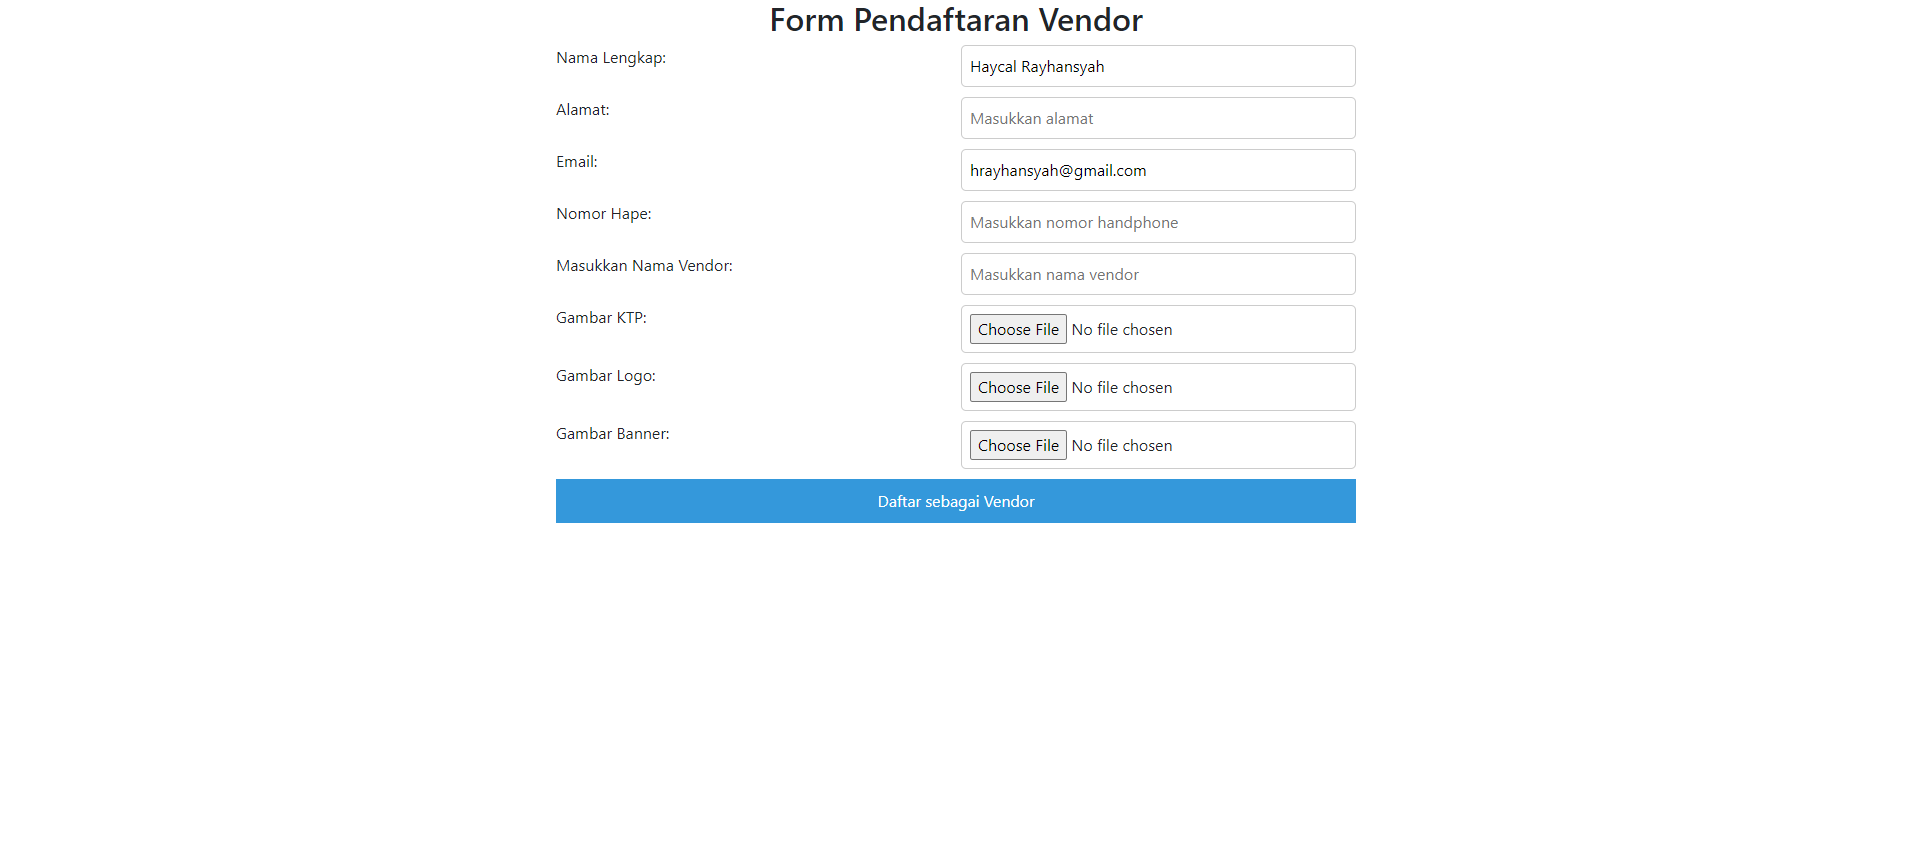 Form Pendaftaran Vendor
Nama Lengkap: Haycal Rayhansyah
Alamat: Masukkan alamat
Email: hrayhansyah@gmail.com
Nomor Hape: Masukkan nomor handphone
Masukkan Nama Vendor: Masukkan nama vendor
Gambar KTP: Choose File No file chosen
Gambar Logo: Choose File No file chosen
Gambar Banner: Choose File No file chosen
Daftar sebagai Vendor